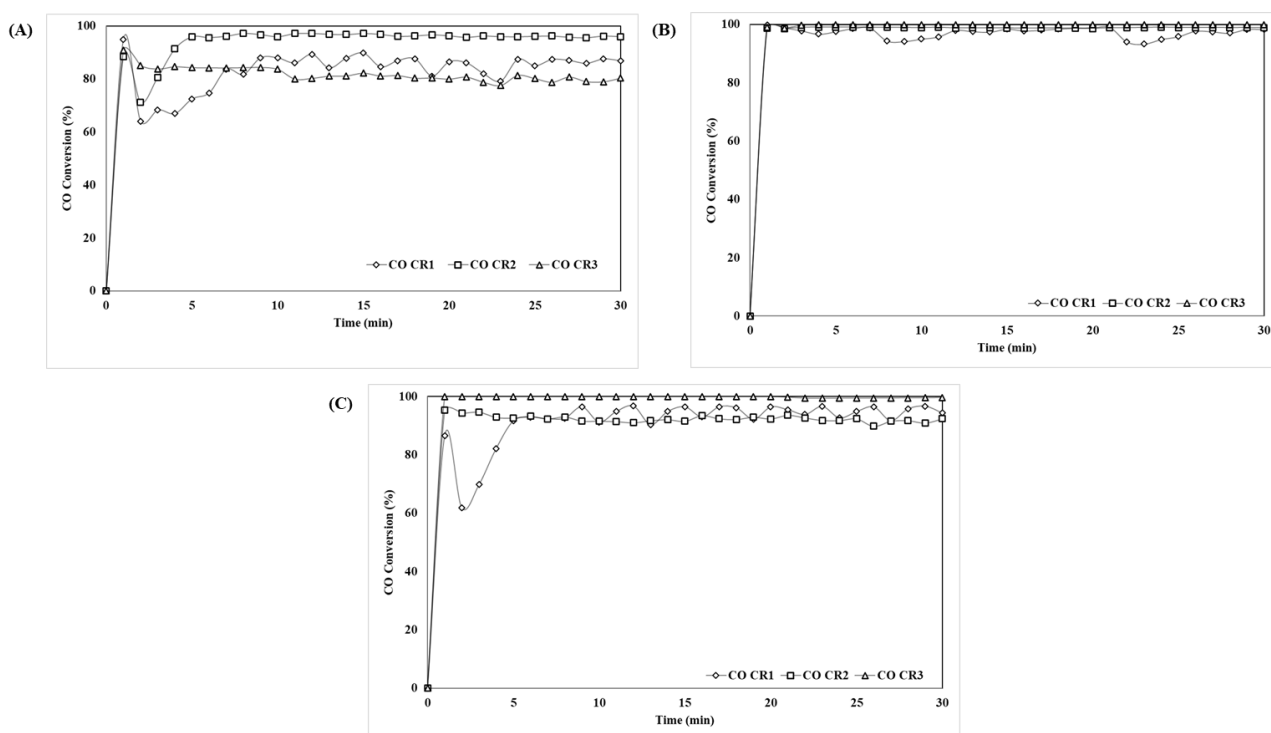 (A)
100
80
60
40
20
0
CO Conversion (%)
CO CR1 CO CR2 CO CR3
0 5 10 15 20 25 30
Time (min)
(B)
100
80
60
40
20
0
CO Conversion (%)
CO CR1 CO CR2 CO CR3
0 5 10 15 20 25 30
Time (min)
(C)
100
80
60
40
20
0
CO Conversion (%)
CO CR1 CO CR2 CO CR3
0 5 10 15 20 25 30
Time (min)